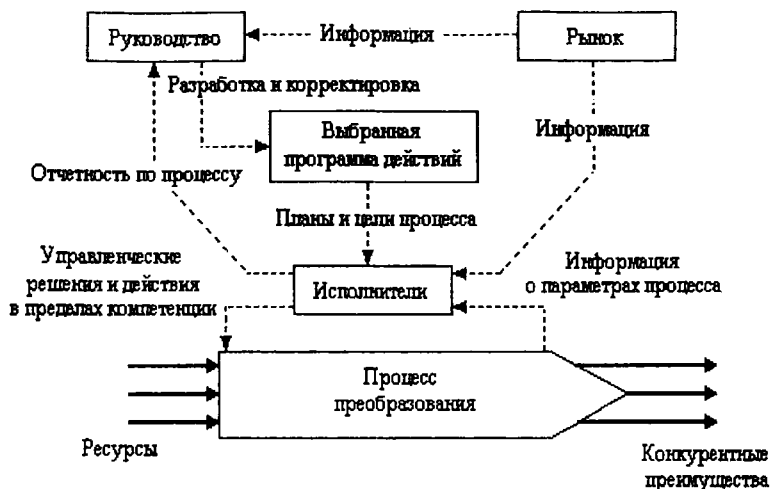 Руководство
Информация
Рынок
Разработка и корректировка
Выбранная
программа действий
Информация
Отчетность по процессу
Планы и цели процесса
Управленческие
решения и действия
в пределах компетенции
Исполнители
Информация
о параметрах процесса
Процесс
преобразования
Ресурсы
Конкурентные
преимущества